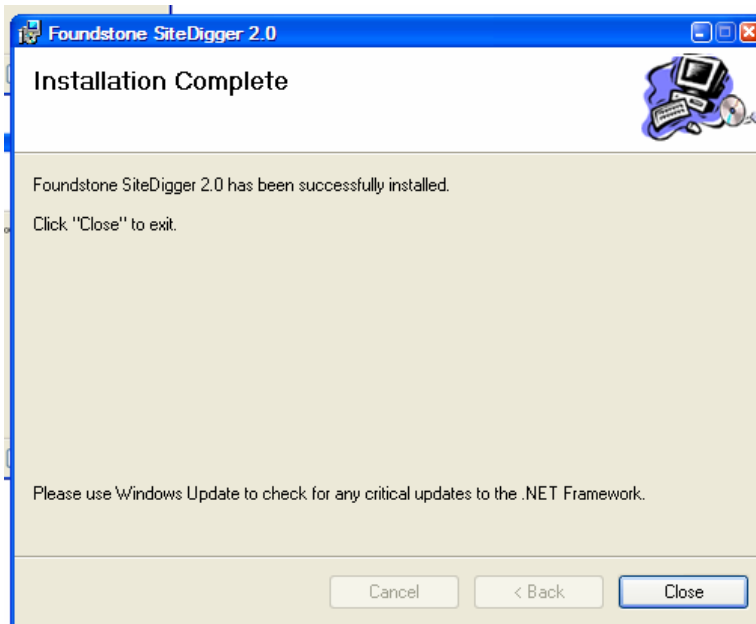 Foundstone SiteDigger 2.0
Installation Complete
Foundstone SiteDigger 2.0 has been successfully installed.
Click "Close" to exit.
Please use Windows Update to check for any critical updates to the .NET Framework.
Cancel
< Back
Close